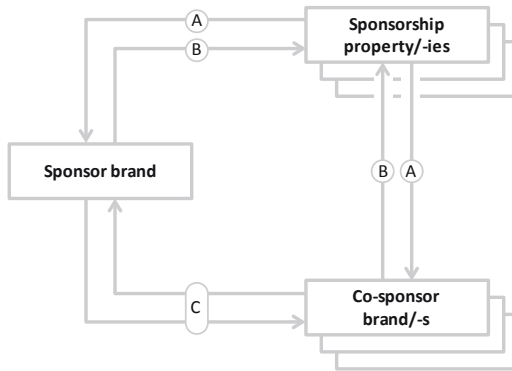 A
Sponsorship
property/-ies
B
Sponsor brand
B
A
C
Co-sponsor
brand/-s